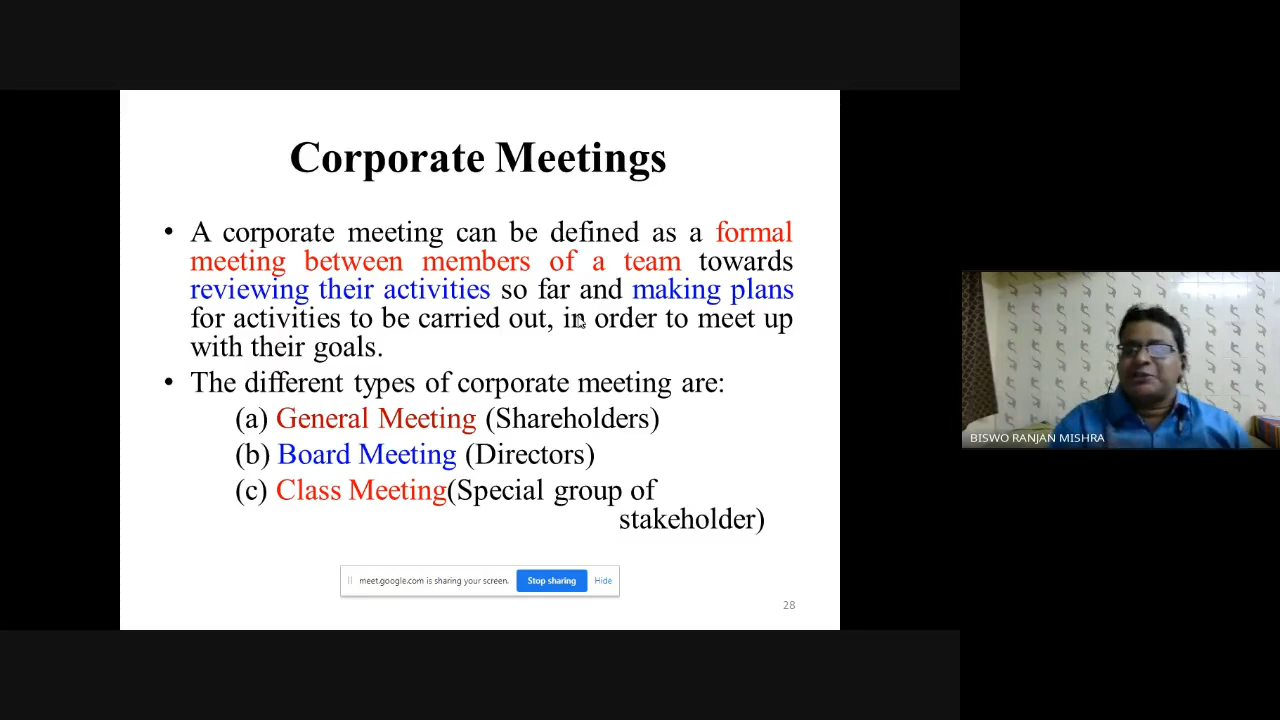 Corporate Meetings
• A corporate meeting can be defined as a formal
meeting between members of a team towards
reviewing their activities so far and making plans
for activities to be carried out, in order to meet up
with their goals.
• The different types of corporate meeting are:
(a) General Meeting (Shareholders)
(b) Board Meeting (Directors)
(c) Class Meeting(Special group of
stakeholder)
meet.google.com is sharing your screen. Stop sharing Hide
28
BISWO RANJAN MISHRA